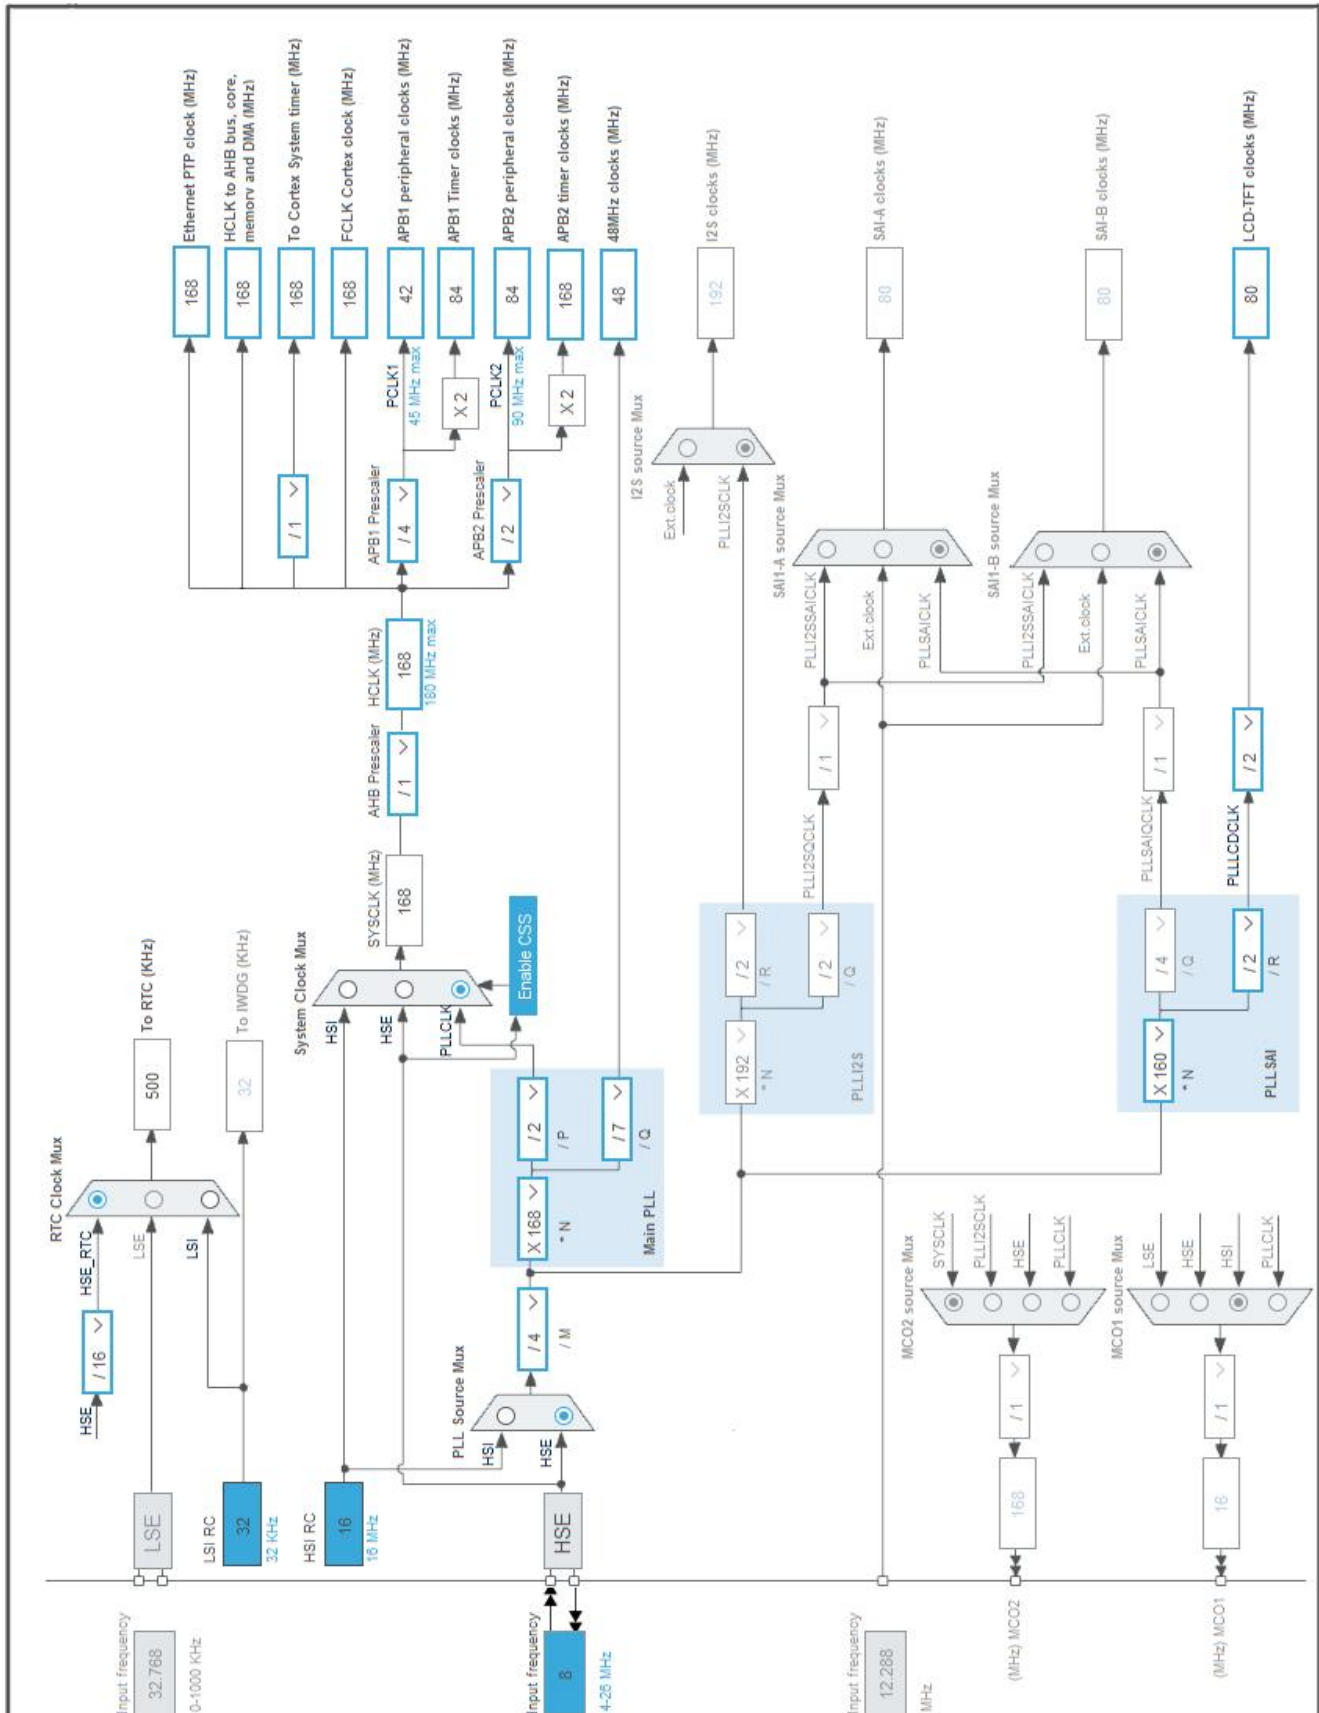 Input frequency
32.768
0-1000 KHz
LSE
LSI RC
32
32 KHz
HSI RC
16
16 MHz
HSE
/ 16
HSE_RTC
LSE
LSI
RTC Clock Mux
500
To RTC (KHz)
32
To IWDG (KHz)
Input frequency
8
4-26 MHz
HSE
PLL Source Mux
HSI
HSE
/ 4
/ M
X 168
* N
/ 2
/ P
/ 7
/ Q
Main PLL
System Clock Mux
HSI
HSE
PLLCLK
Enable CSS
SYSCLK (MHz)
168
AHB Prescaler
/ 1
HCLK (MHz)
168
180 MHz max
/ 1
APB1 Prescaler
/ 4
PCLK1
45 MHz max
X 2
APB2 Prescaler
/ 2
PCLK2
90 MHz max
X 2
168
Ethernet PTP clock (MHz)
168
HCLK to AHB bus, core,
memory and DMA (MHz)
168
To Cortex System timer (MHz)
168
FCLK Cortex clock (MHz)
42
APB1 peripheral clocks (MHz)
84
APB1 Timer clocks (MHz)
84
APB2 peripheral clocks (MHz)
168
APB2 timer clocks (MHz)
48
48MHz clocks (MHz)
X 192
* N
/ 2
/ R
/ 2
/ Q
PLLI2S
PLLI2SQCLK
/ 1
I2S source Mux
Ext.clock
PLLI2SCLK
192
I2S clocks (MHz)
SAI1-A source Mux
PLLI2SSAICLK
Ext.clock
PLLSAICLK
80
SAI-A clocks (MHz)
SAI1-B source Mux
PLLI2SSAICLK
Ext.clock
PLLSAICLK
80
SAI-B clocks (MHz)
X 160
* N
/ 4
/ Q
/ 2
/ R
PLLSAI
PLLSAIQCLK
/ 1
PLLLCDCLK
/ 2
80
LCD-TFT clocks (MHz)
Input frequency
12.288
MHz
MCO2 source Mux
SYSCLK
PLLI2SCLK
HSE
PLLCLK
/ 1
168
(MHz) MCO2
MCO1 source Mux
LSE
HSE
HSI
PLLCLK
/ 1
16
(MHz) MCO1
HSE